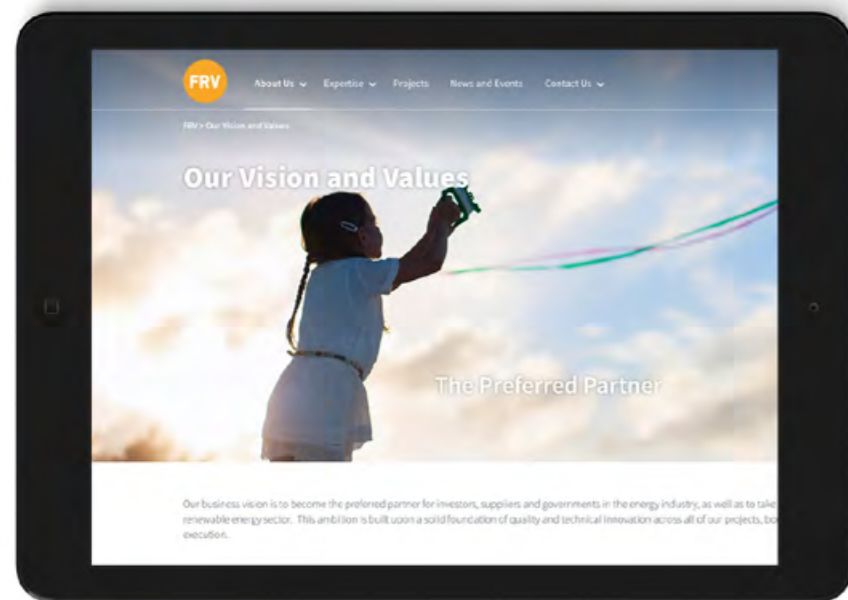 FRV
About Us Expertise Projects News and Events Contact Us
FRV > Our Vision and Values
Our Vision and Values
The Preferred Partner
Our business vision is to become the preferred partner for investors, suppliers and governments in the energy industry, as well as to take
renewable energy sector. This ambition is built upon a solid foundation of quality and technical innovation across all of our projects, bo
execution.